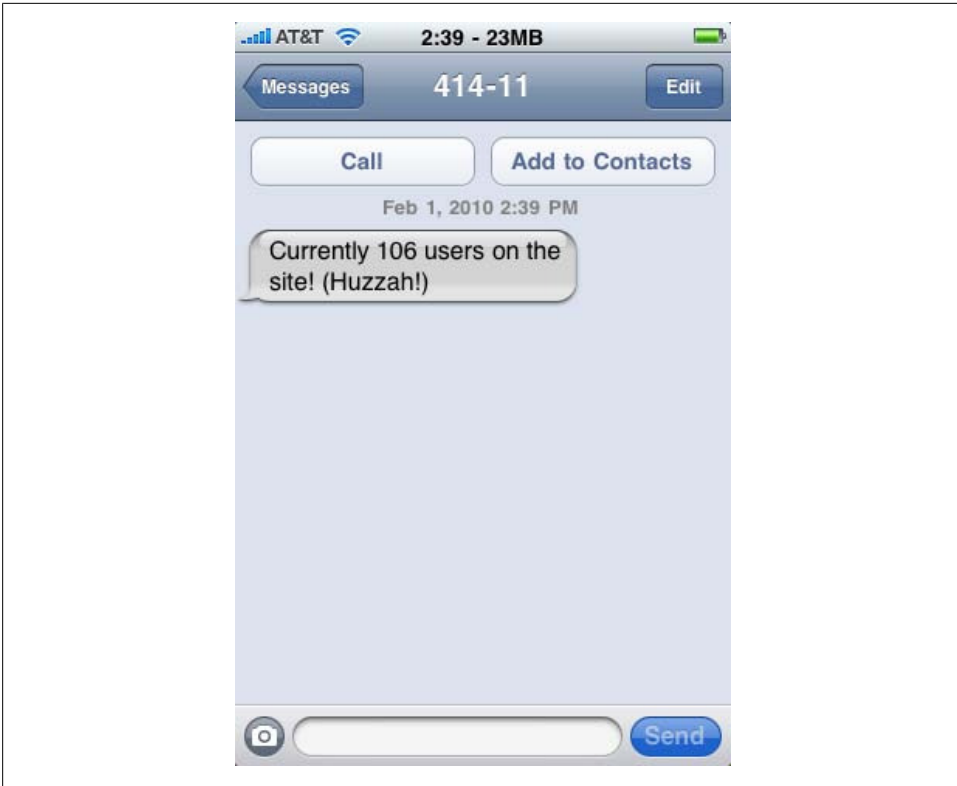 AT&T 2:39 - 23MB
Messages 414-11 Edit
Call Add to Contacts
Feb 1, 2010 2:39 PM
Currently 106 users on the
site! (Huzzah!)
Send